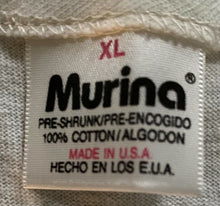 XL
Murina®
PRE-SHRUNK/PRE-ENCOGIDO
100% COTTON/ALGODON
MADE IN U.S.A.
HECHO EN LOS E.U.A.